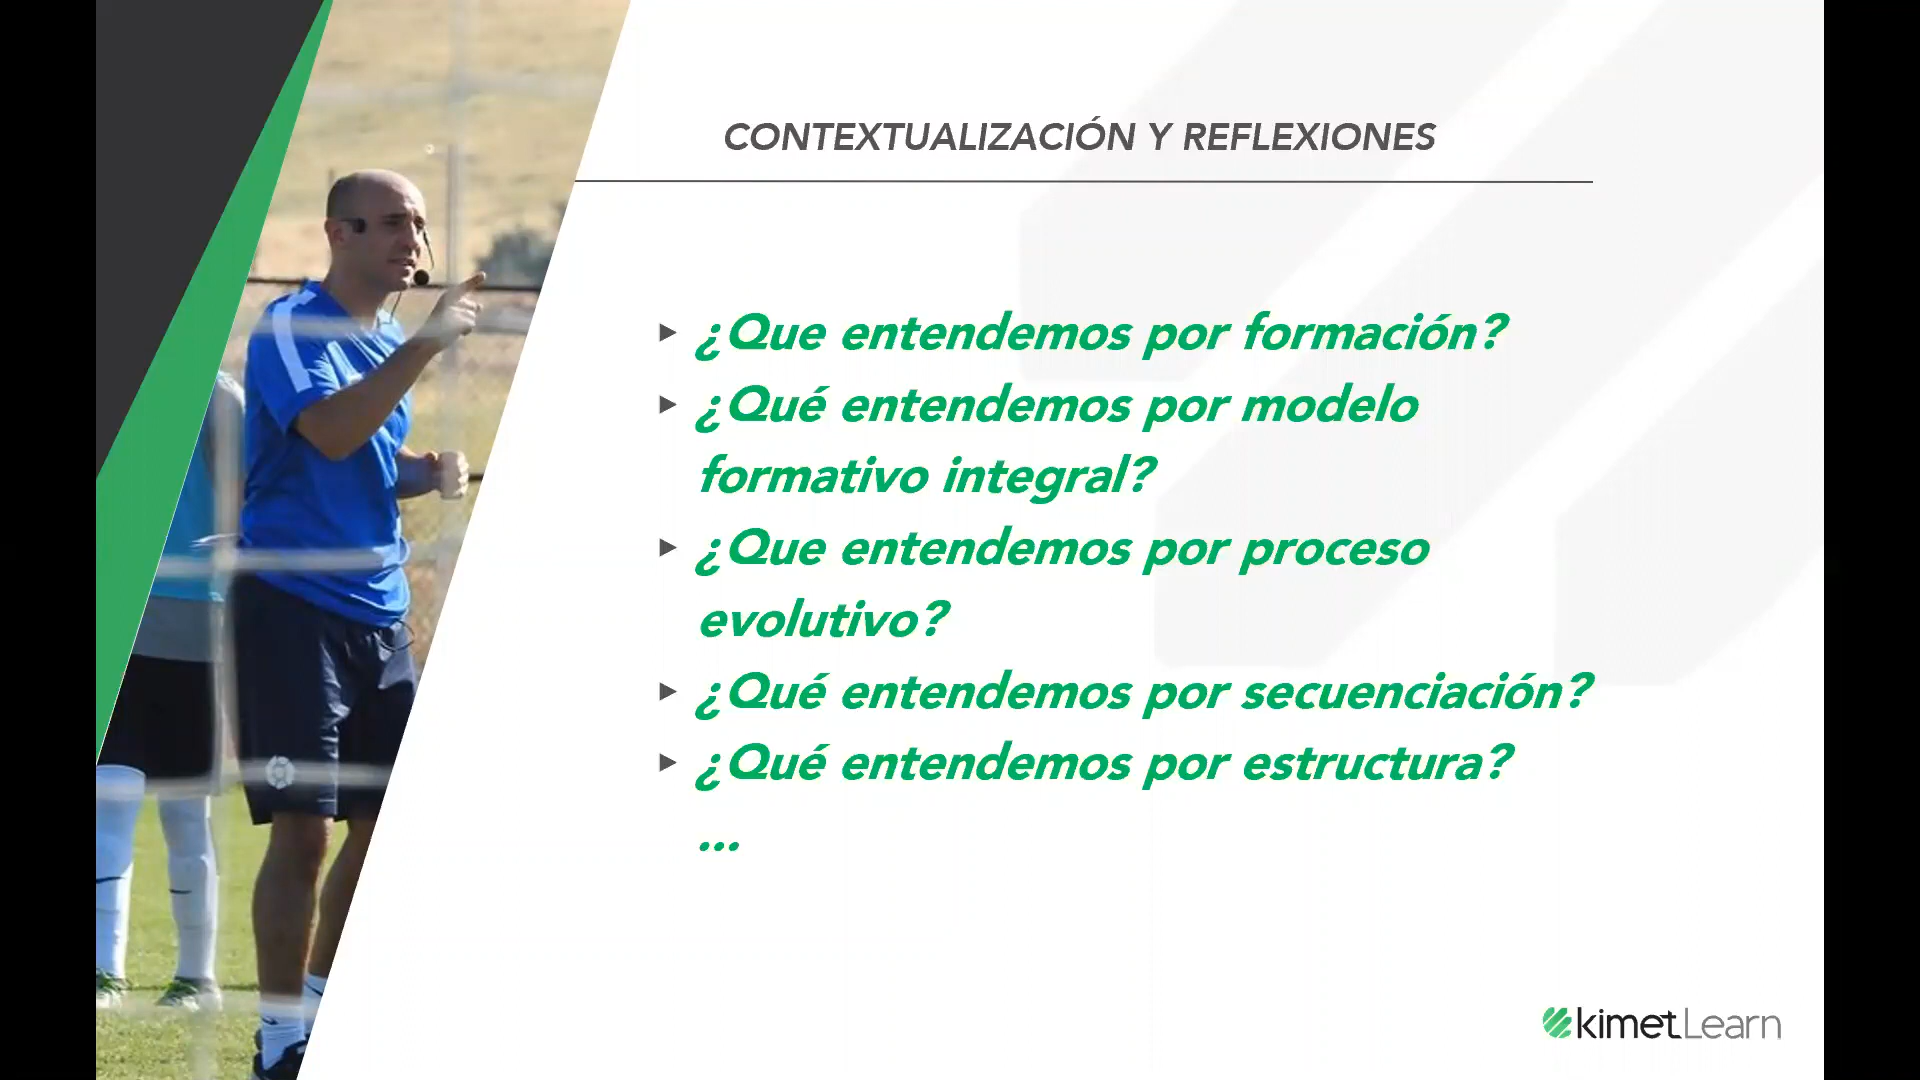 CONTEXTUALIZACIÓN Y REFLEXIONES
¿Que entendemos por formación?
¿Qué entendemos por modelo
formativo integral?
¿Que entendemos por proceso
evolutivo?
¿Qué entendemos por secuenciación?
¿Qué entendemos por estructura?
...
kimetLearn